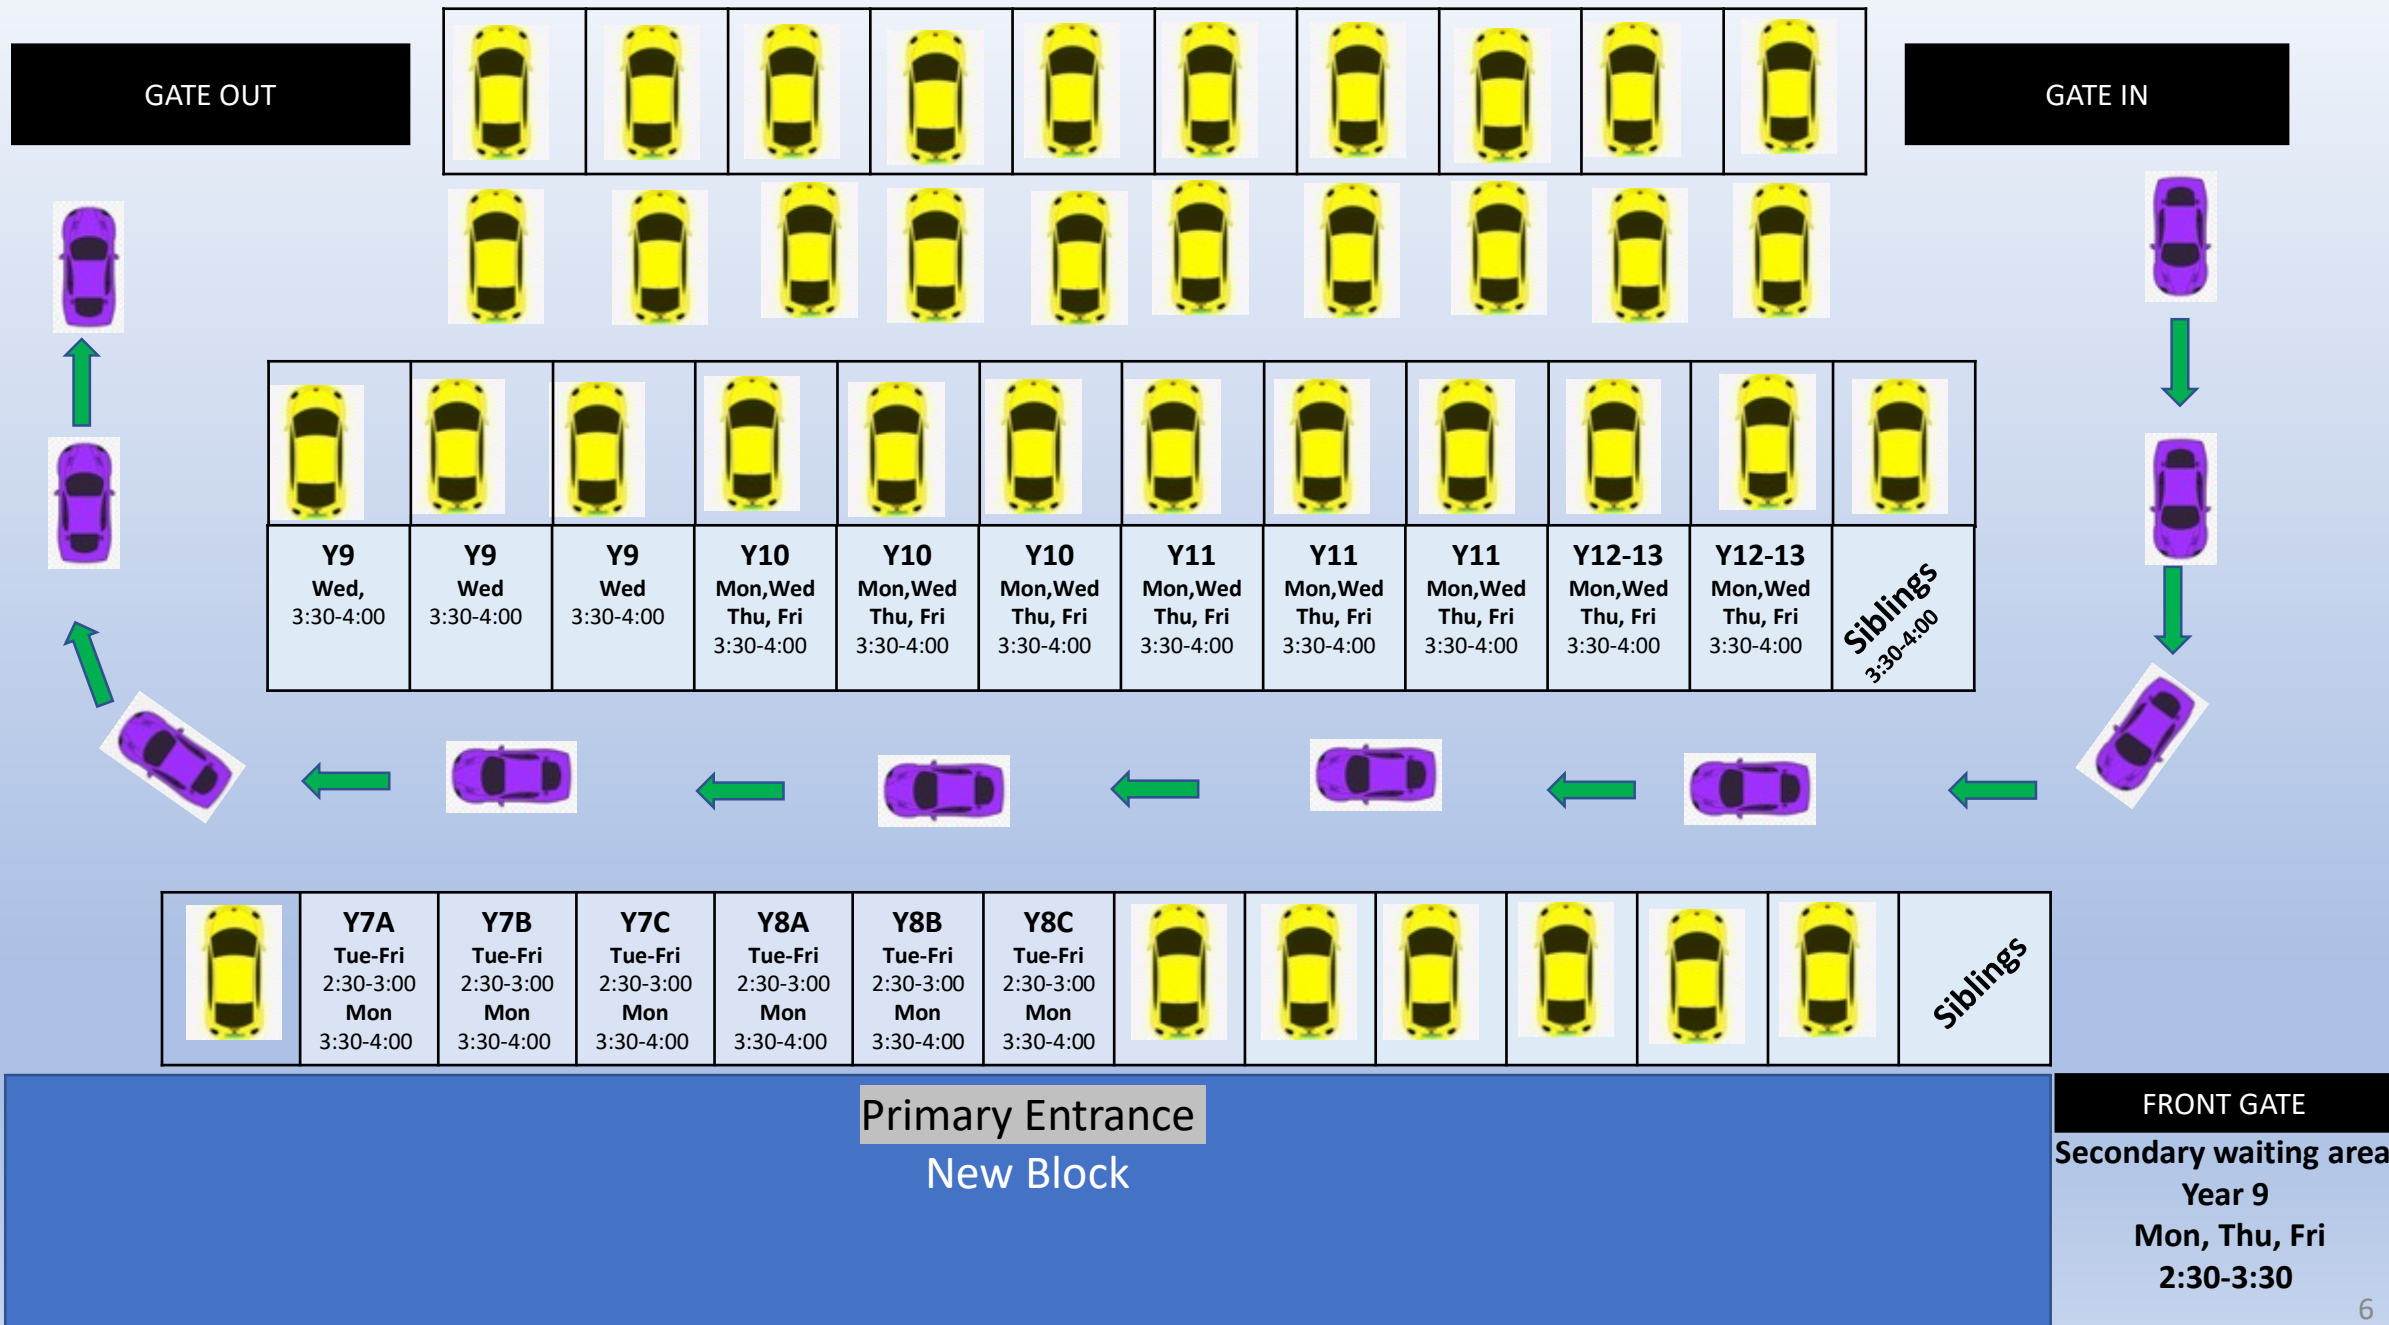 GATE OUT
GATE IN
Y9
Wed,
3:30-4:00
Y9
Wed
3:30-4:00
Y9
Wed
3:30-4:00
Y10
Mon,Wed
Thu, Fri
3:30-4:00
Y10
Mon,Wed
Thu, Fri
3:30-4:00
Y10
Mon,Wed
Thu, Fri
3:30-4:00
Y11
Mon,Wed
Thu, Fri
3:30-4:00
Y11
Mon,Wed
Thu, Fri
3:30-4:00
Y11
Mon,Wed
Thu, Fri
3:30-4:00
Y12-13
Mon,Wed
Thu, Fri
3:30-4:00
Y12-13
Mon,Wed
Thu, Fri
3:30-4:00
Siblings
3:30-4:00
Y7A
Tue-Fri
2:30-3:00
Mon
3:30-4:00
Y7B
Tue-Fri
2:30-3:00
Mon
3:30-4:00
Y7C
Tue-Fri
2:30-3:00
Mon
3:30-4:00
Y8A
Tue-Fri
2:30-3:00
Mon
3:30-4:00
Y8B
Tue-Fri
2:30-3:00
Mon
3:30-4:00
Y8C
Tue-Fri
2:30-3:00
Mon
3:30-4:00
Siblings
Primary Entrance
New Block
FRONT GATE
Secondary waiting area
Year 9
Mon, Thu, Fri
2:30-3:30
6